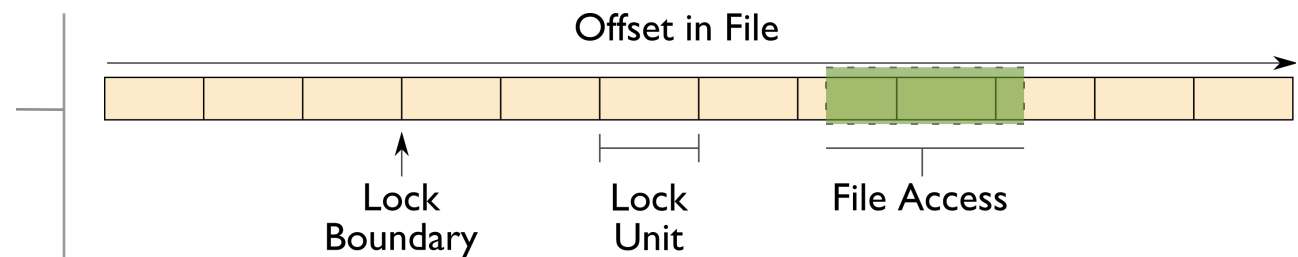 Offset in File
Lock
Boundary
Lock
Unit
File Access